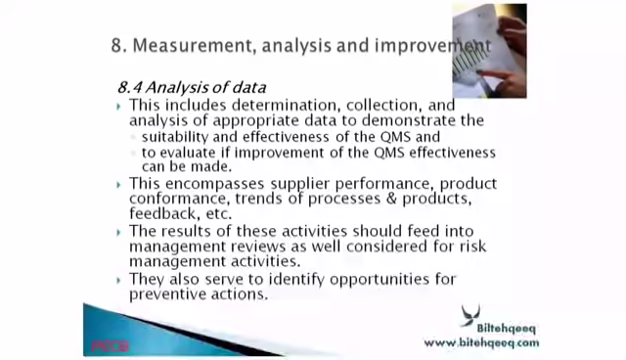 8. Measurement, analysis and improvement
8.4 Analysis of data
This includes determination, collection, and
analysis of appropriate data to demonstrate the
suitability and effectiveness of the QMS and
to evaluate if improvement of the QMS effectiveness
can be made.
This encompasses supplier performance, product
conformance, trends of processes & products,
feedback, etc.
The results of these activities should feed into
management reviews as well considered for risk
management activities.
They also serve to identify opportunities for
preventive actions.
PECB
Biltehqeeq
www.bitehqeeq.com